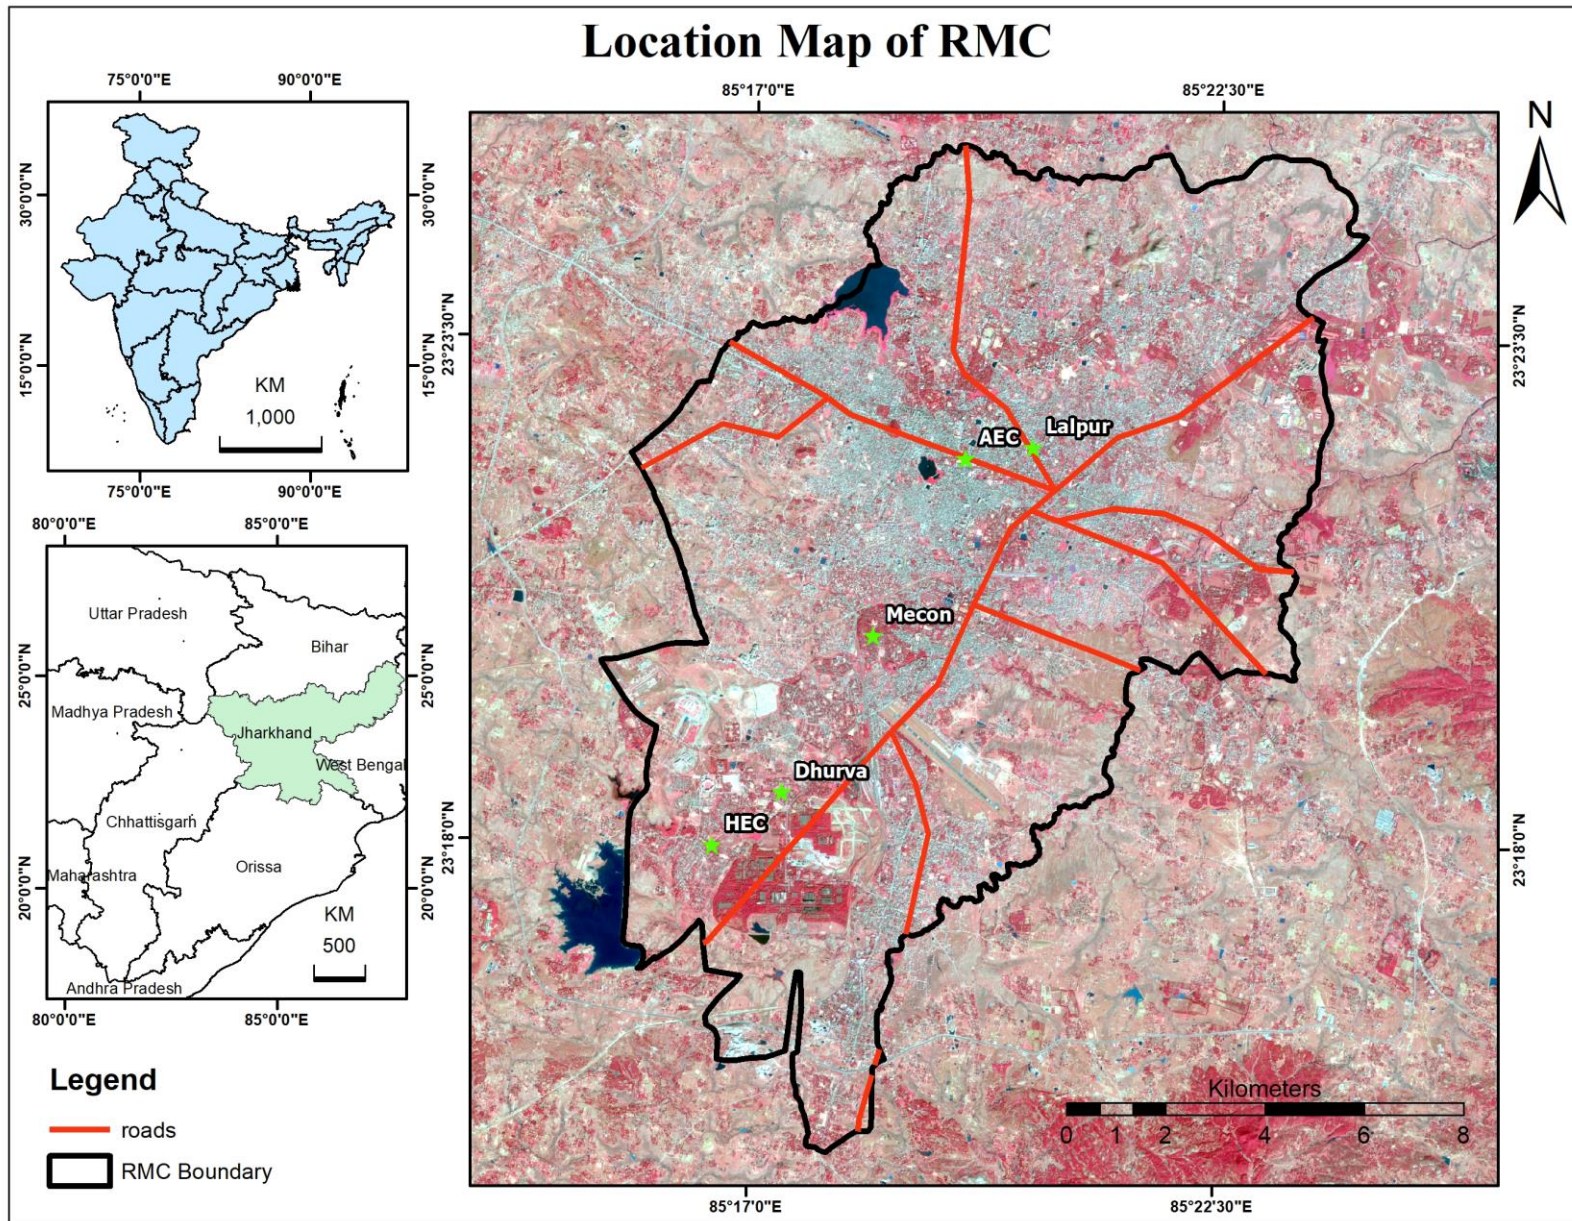 Location Map of RMC
75°0'0"E 90°0'0"E
30°0'0"N 30°0'0"N
15°0'0"N 15°0'0"N
KM
1,000
75°0'0"E 90°0'0"E
80°0'0"E 85°0'0"E
25°0'0"N 25°0'0"N
20°0'0"N 20°0'0"N
Uttar Pradesh
Bihar
Madhya Pradesh
Jharkhand
West Bengal
Chhattisgarh
Maharashtra
Orissa
Andhra Pradesh
KM
500
80°0'0"E 85°0'0"E
Legend
roads
RMC Boundary
85°17'0"E 85°22'30"E
N
23°23'30"N 23°23'30"N
AEC
Lalpur
Mecon
Dhurva
HEC
23°18'0"N 23°18'0"N
Kilometers
0 1 2 4 6 8
85°17'0"E 85°22'30"E